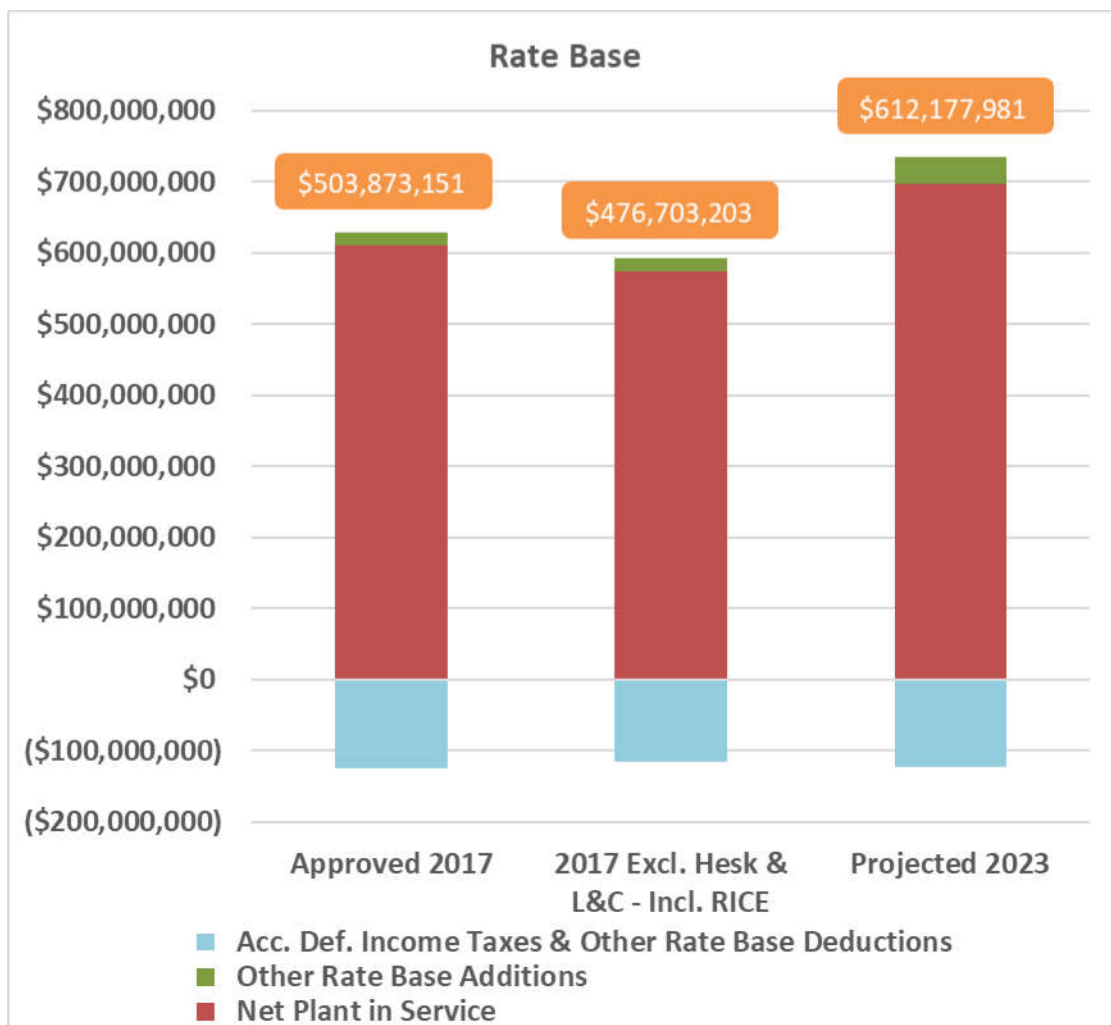 Rate Base
$800,000,000
$700,000,000
$600,000,000
$500,000,000
$400,000,000
$300,000,000
$200,000,000
$100,000,000
$0
($100,000,000)
($200,000,000)
$503,873,151
$476,703,203
$612,177,981
Approved 2017
2017 Excl. Hesk &
L&C - Incl. RICE
Projected 2023
Acc. Def. Income Taxes & Other Rate Base Deductions
Other Rate Base Additions
Net Plant in Service